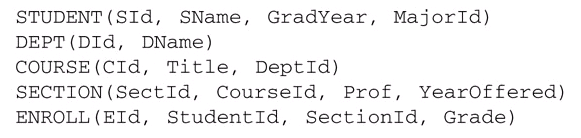 STUDENT(SId, SName, GradYear, MajorId)
DEPT(DId, DName)
COURSE(CId, Title, DeptId)
SECTION(SectId, CourseId, Prof, YearOffered)
ENROLL(EId, StudentId, SectionId, Grade)